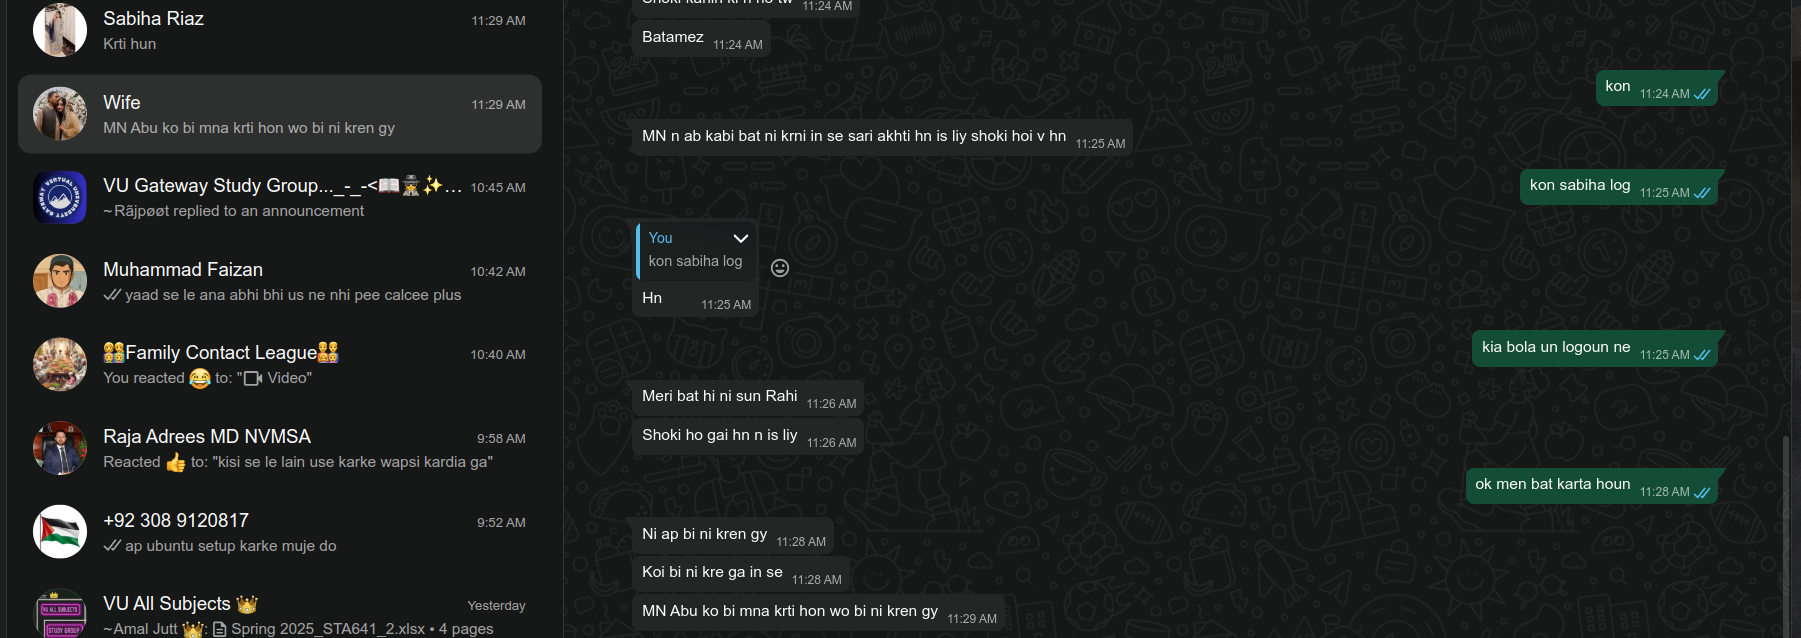 Sabiha Riaz
11:29 AM
Krti hun
Wife
11:29 AM
MN Abu ko bi mna krti hon wo bi ni kren gy
VU Gateway Study Group..._-_-<📖🕵️✨...
10:45 AM
~Rãjpøøt replied to an announcement
Muhammad Faizan
10:42 AM
yaad se le ana abhi bhi us ne nhi pee calcee plus
Family Contact League
10:40 AM
You reacted 😂 to: "Video"
Raja Adrees MD NVMSA
9:58 AM
Reacted 👍 to: "kisi se le lain use karke wapsi kardia ga"
+92 308 9120817
9:52 AM
ap ubuntu setup karke muje do
VU All Subjects 👑
Yesterday
~Amal Jutt 👑: Spring 2025_STA641_2.xlsx • 4 pages
11:24 AM
Batamez 11:24 AM
kon 11:24 AM
MN n ab kabi bat ni krni in se sari akhti hn is liy shoki hoi v hn 11:25 AM
kon sabiha log 11:25 AM
You
kon sabiha log
Hn 11:25 AM
kia bola un logoun ne 11:25 AM
Meri bat hi ni sun Rahi 11:26 AM
Shoki ho gai hn n is liy 11:26 AM
ok men bat karta houn 11:28 AM
Ni ap bi ni kren gy 11:28 AM
Koi bi ni kre ga in se 11:28 AM
MN Abu ko bi mna krti hon wo bi ni kren gy 11:29 AM